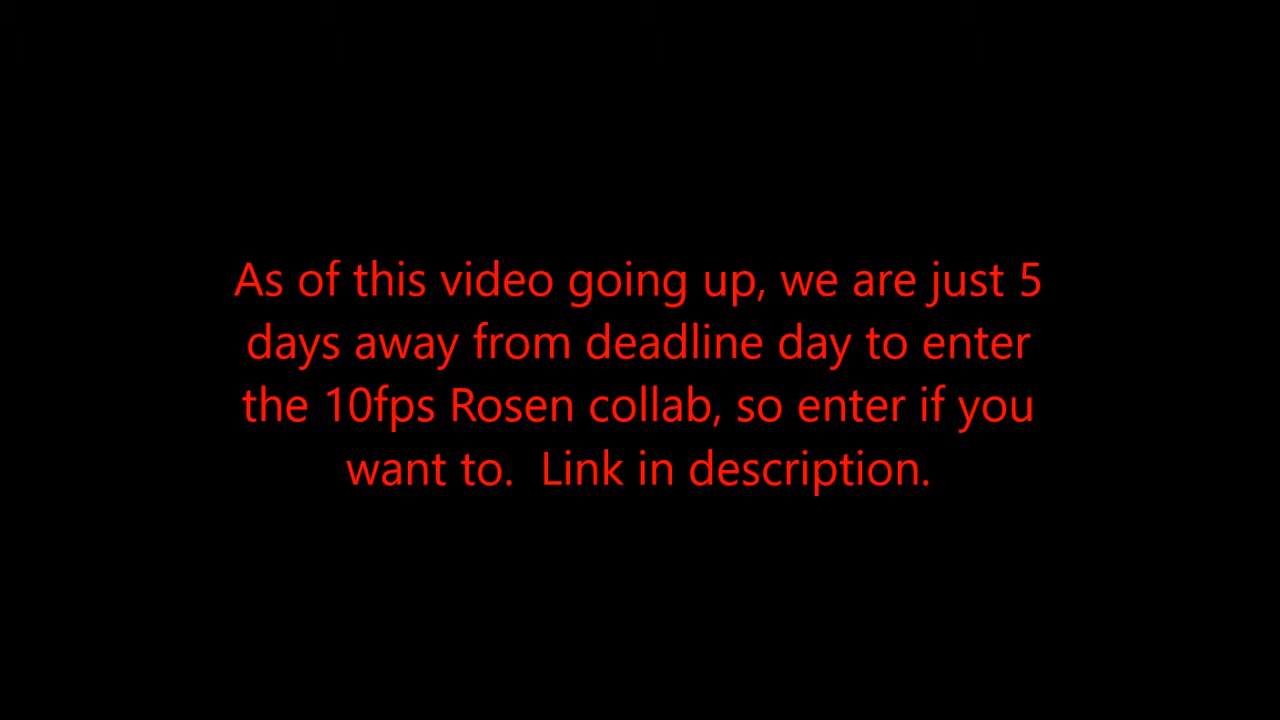 As of this video going up, we are just 5
days away from deadline day to enter
the 10fps Rosen collab, so enter if you
want to.  Link in description.